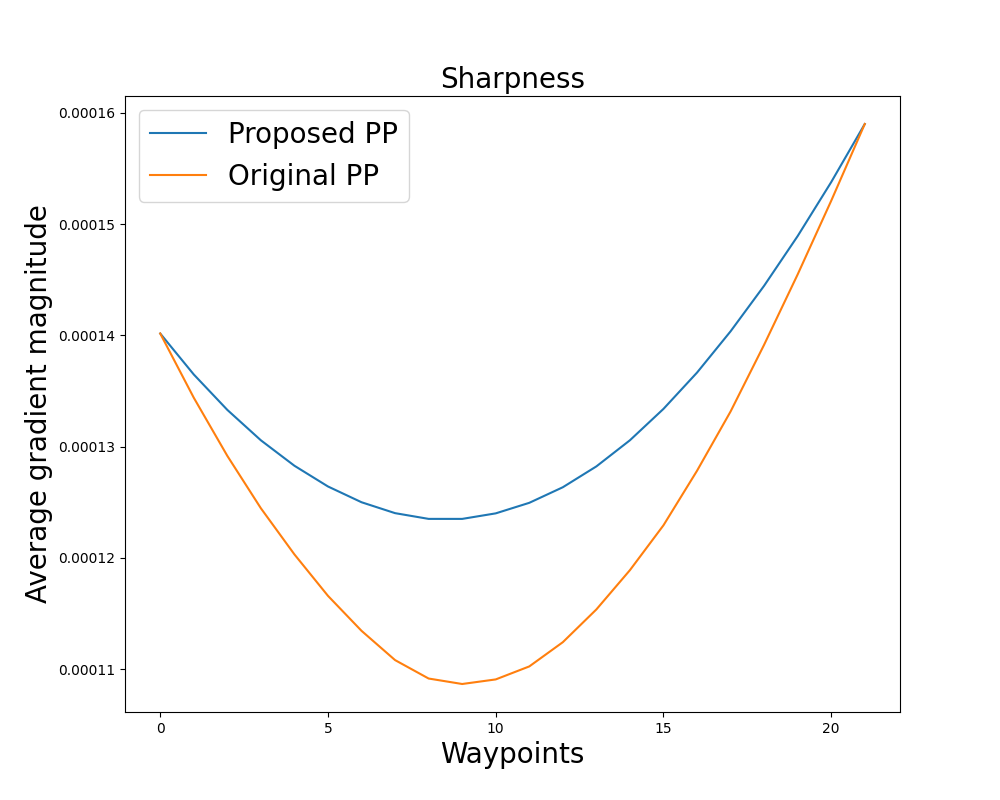 Sharpness
Proposed PP
Original PP
Average gradient magnitude
0.00016
0.00015
0.00014
0.00013
0.00012
0.00011
0
5
10
15
20
Waypoints